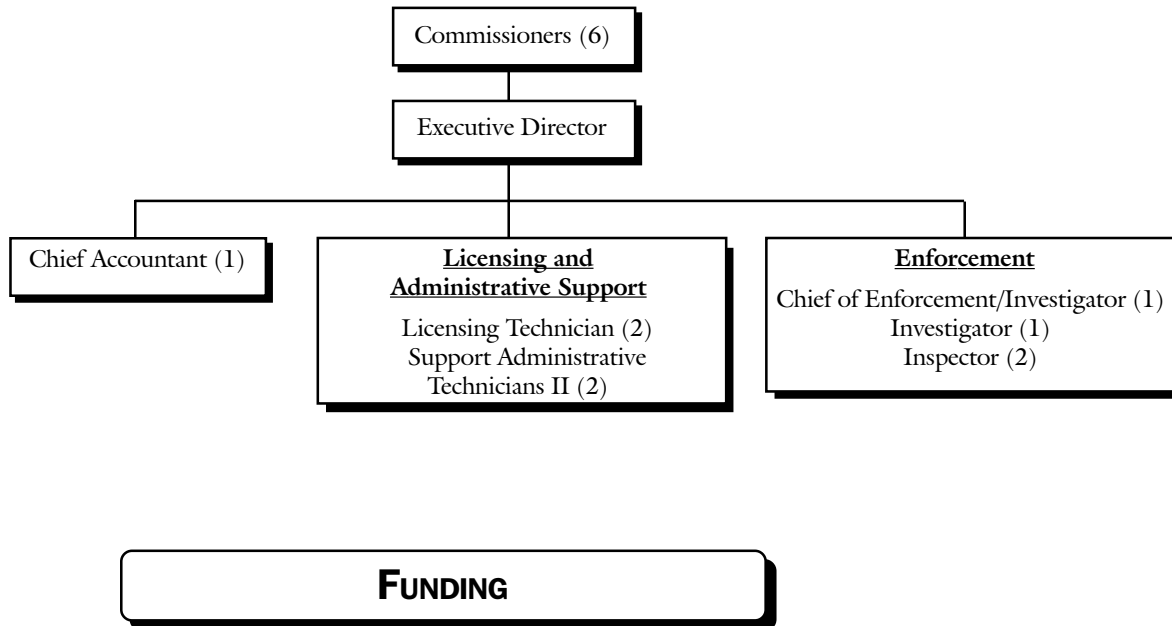 Commissioners (6)
Executive Director
Chief Accountant (1)
Licensing and
Administrative Support
Licensing Technician (2)
Support Administrative
Technicians II (2)
Enforcement
Chief of Enforcement/Investigator (1)
Investigator (1)
Inspector (2)
FUNDING